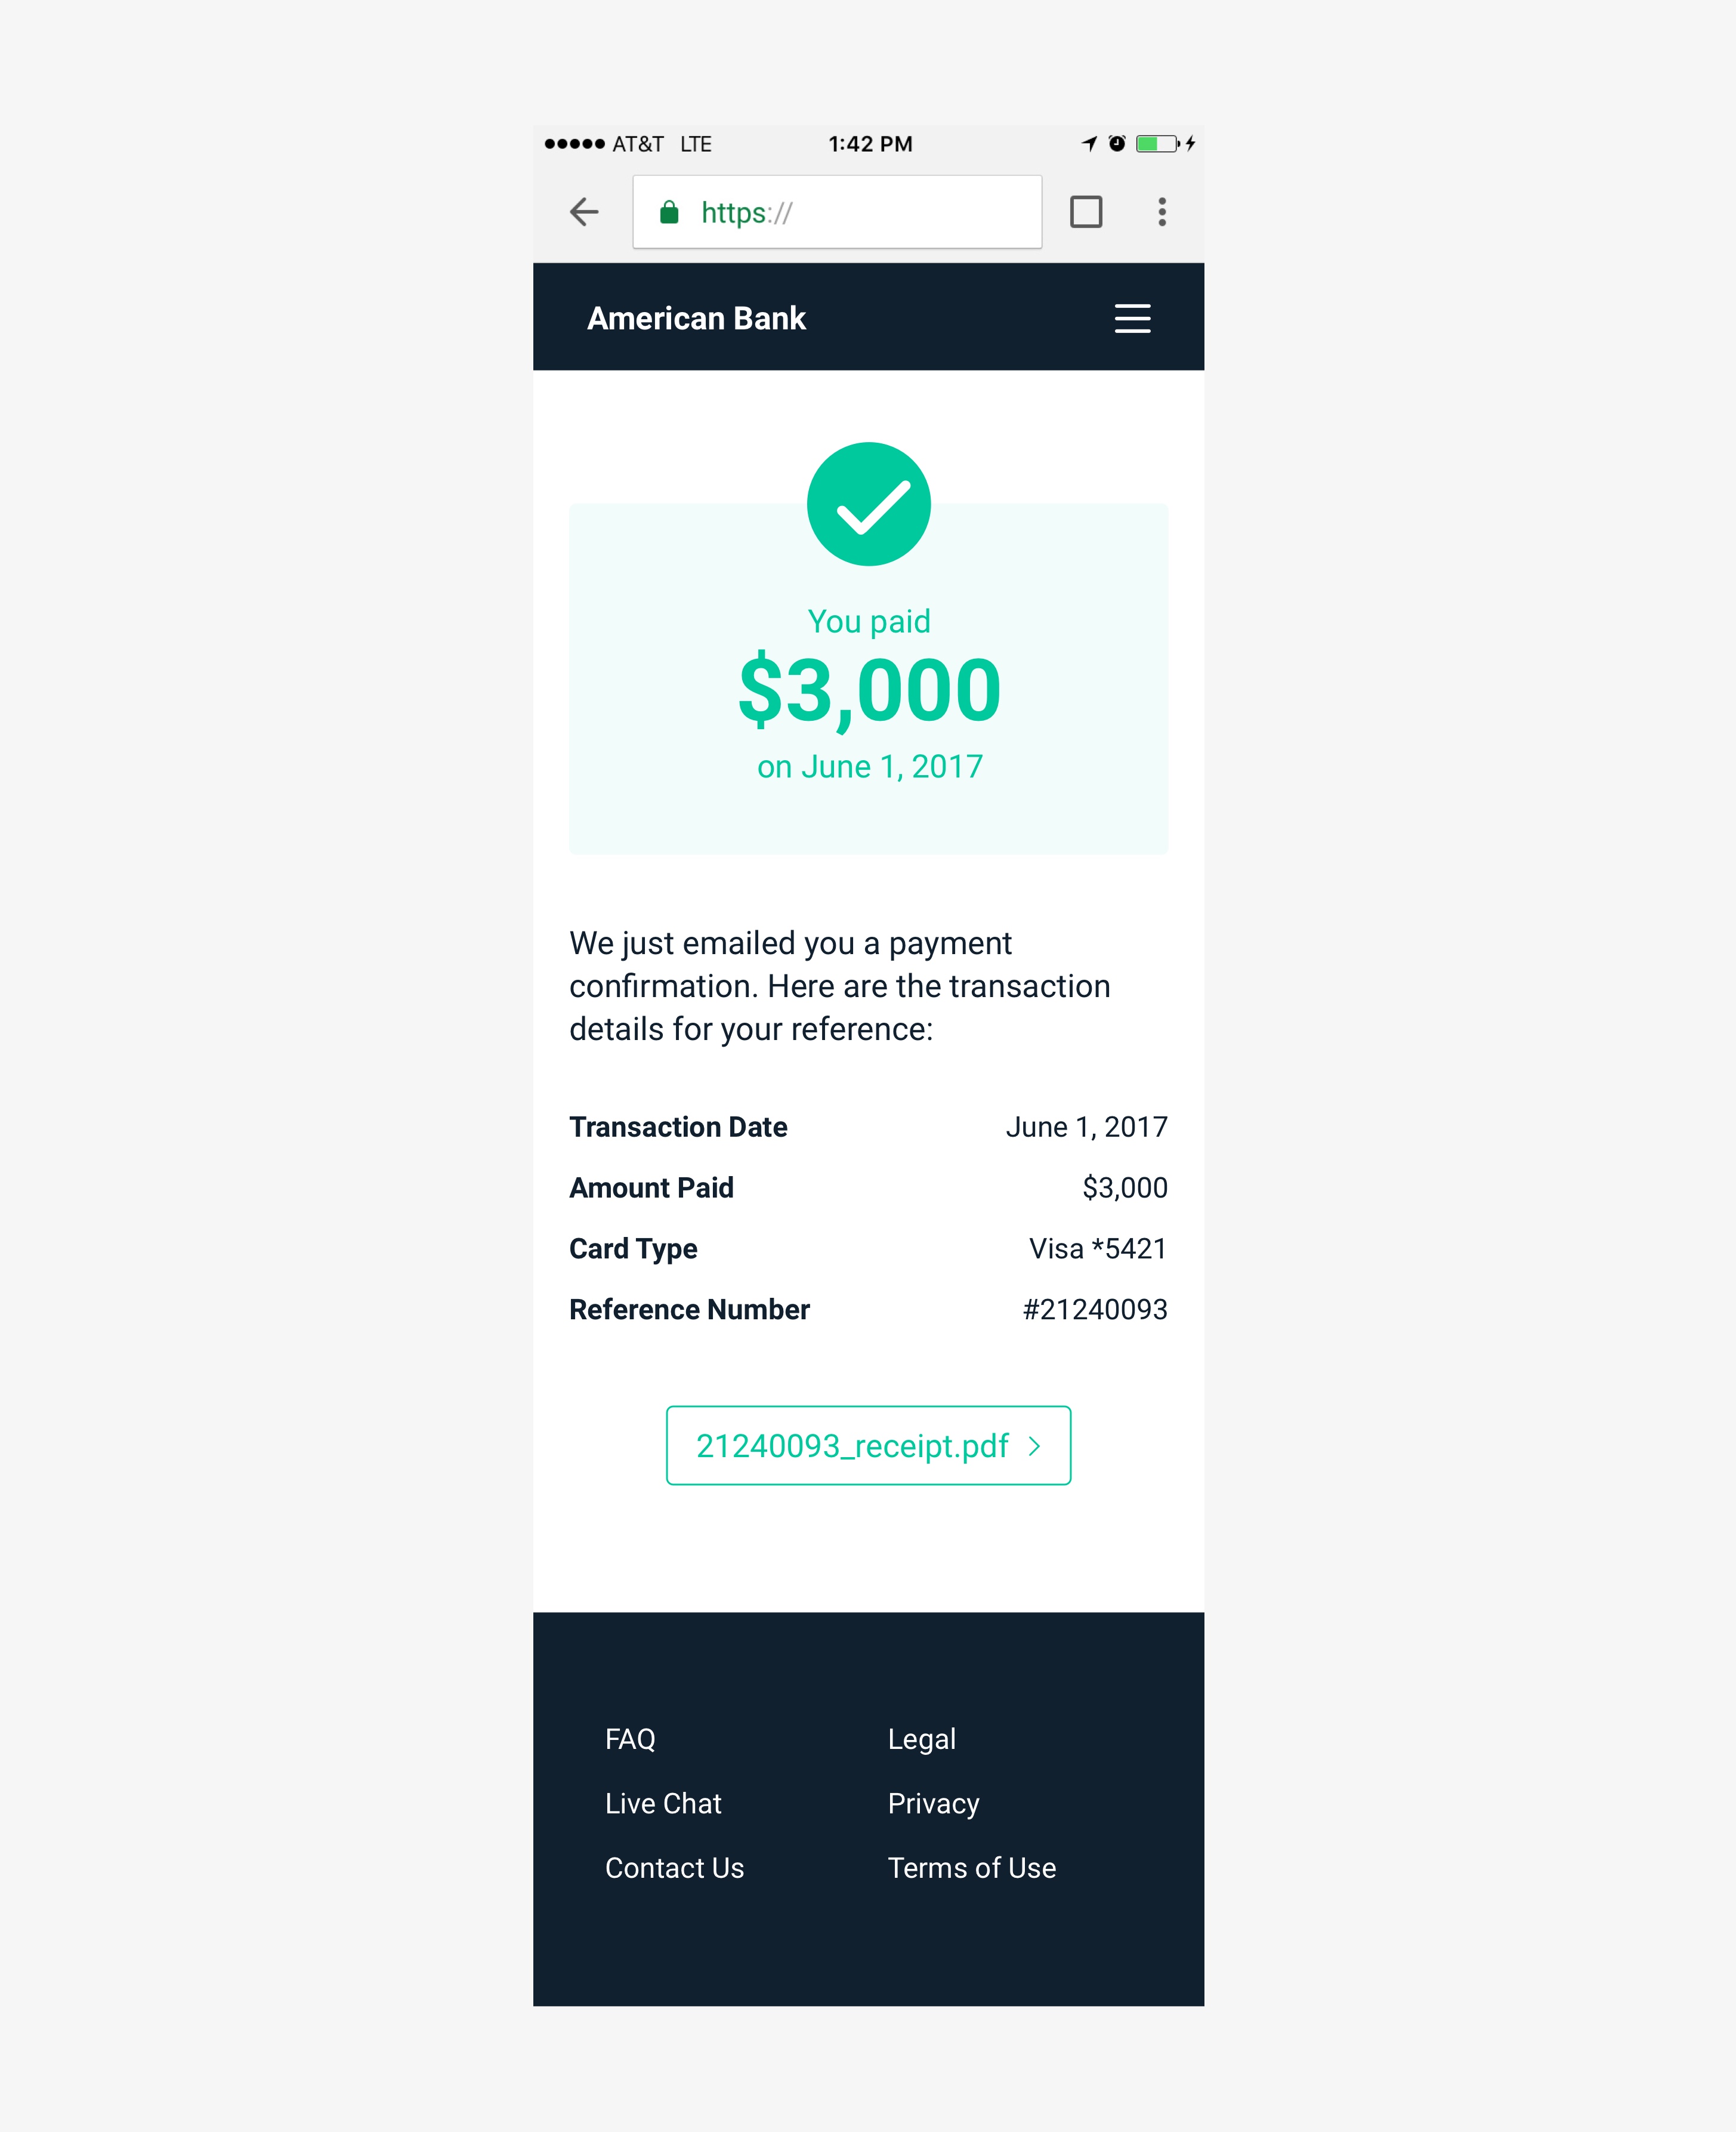 AT&T LTE 1:42 PM
https://
American Bank
You paid
$3,000
on June 1, 2017
We just emailed you a payment
confirmation. Here are the transaction
details for your reference:
Transaction Date June 1, 2017
Amount Paid $3,000
Card Type Visa *5421
Reference Number #21240093
21240093_receipt.pdf
FAQ Legal
Live Chat Privacy
Contact Us Terms of Use